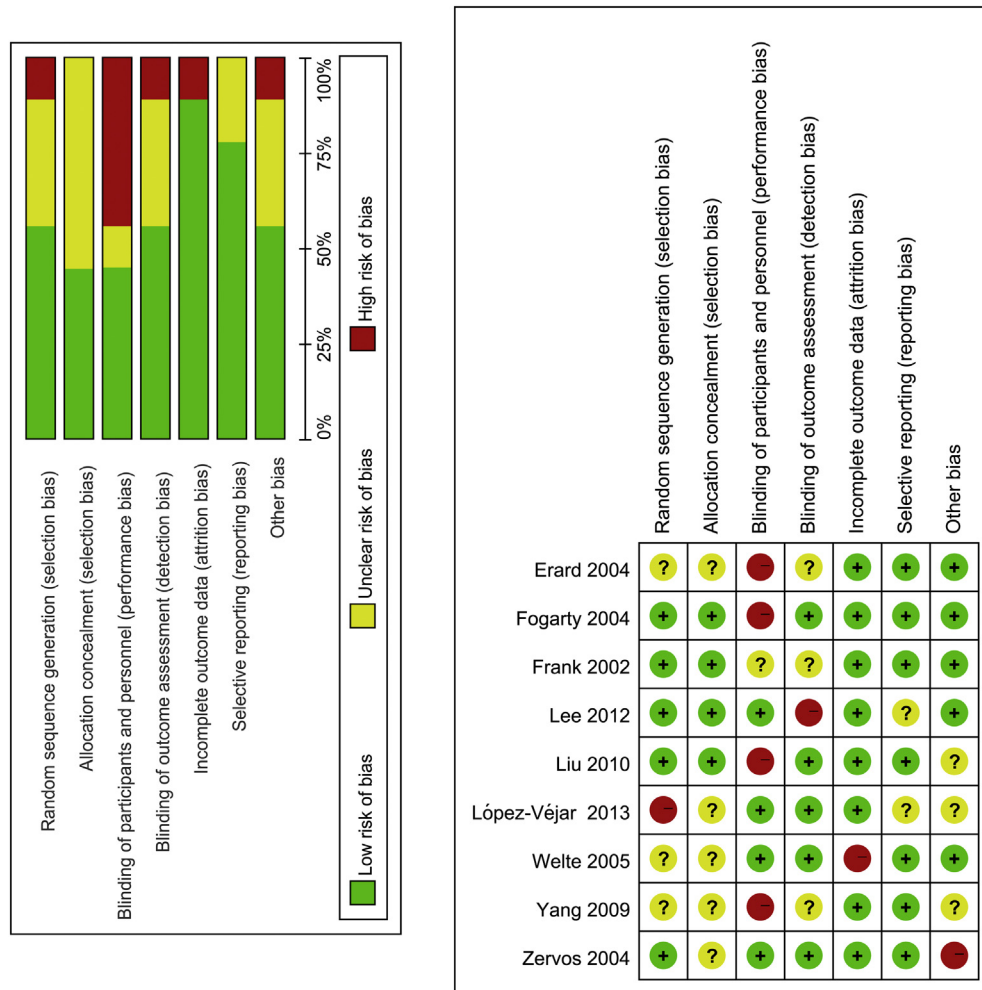 Random sequence generation (selection bias)
Allocation concealment (selection bias)
Blinding of participants and personnel (performance bias)
Blinding of outcome assessment (detection bias)
Incomplete outcome data (attrition bias)
Selective reporting (reporting bias)
Other bias
0% 25% 50% 75% 100%
Low risk of bias Unclear risk of bias High risk of bias
Random sequence generation (selection bias)
Allocation concealment (selection bias)
Blinding of participants and personnel (performance bias)
Blinding of outcome assessment (detection bias)
Incomplete outcome data (attrition bias)
Selective reporting (reporting bias)
Other bias
Erard 2004 ? ? – ? + + +
Fogarty 2004 + + – + + + +
Frank 2002 + + ? ? + + +
Lee 2012 + + + – + ? +
Liu 2010 + + – + + + ?
López-Véjar 2013 – ? + + + ? ?
Welte 2005 ? ? + + – + +
Yang 2009 ? ? – ? + + ?
Zervos 2004 + ? + + + + –